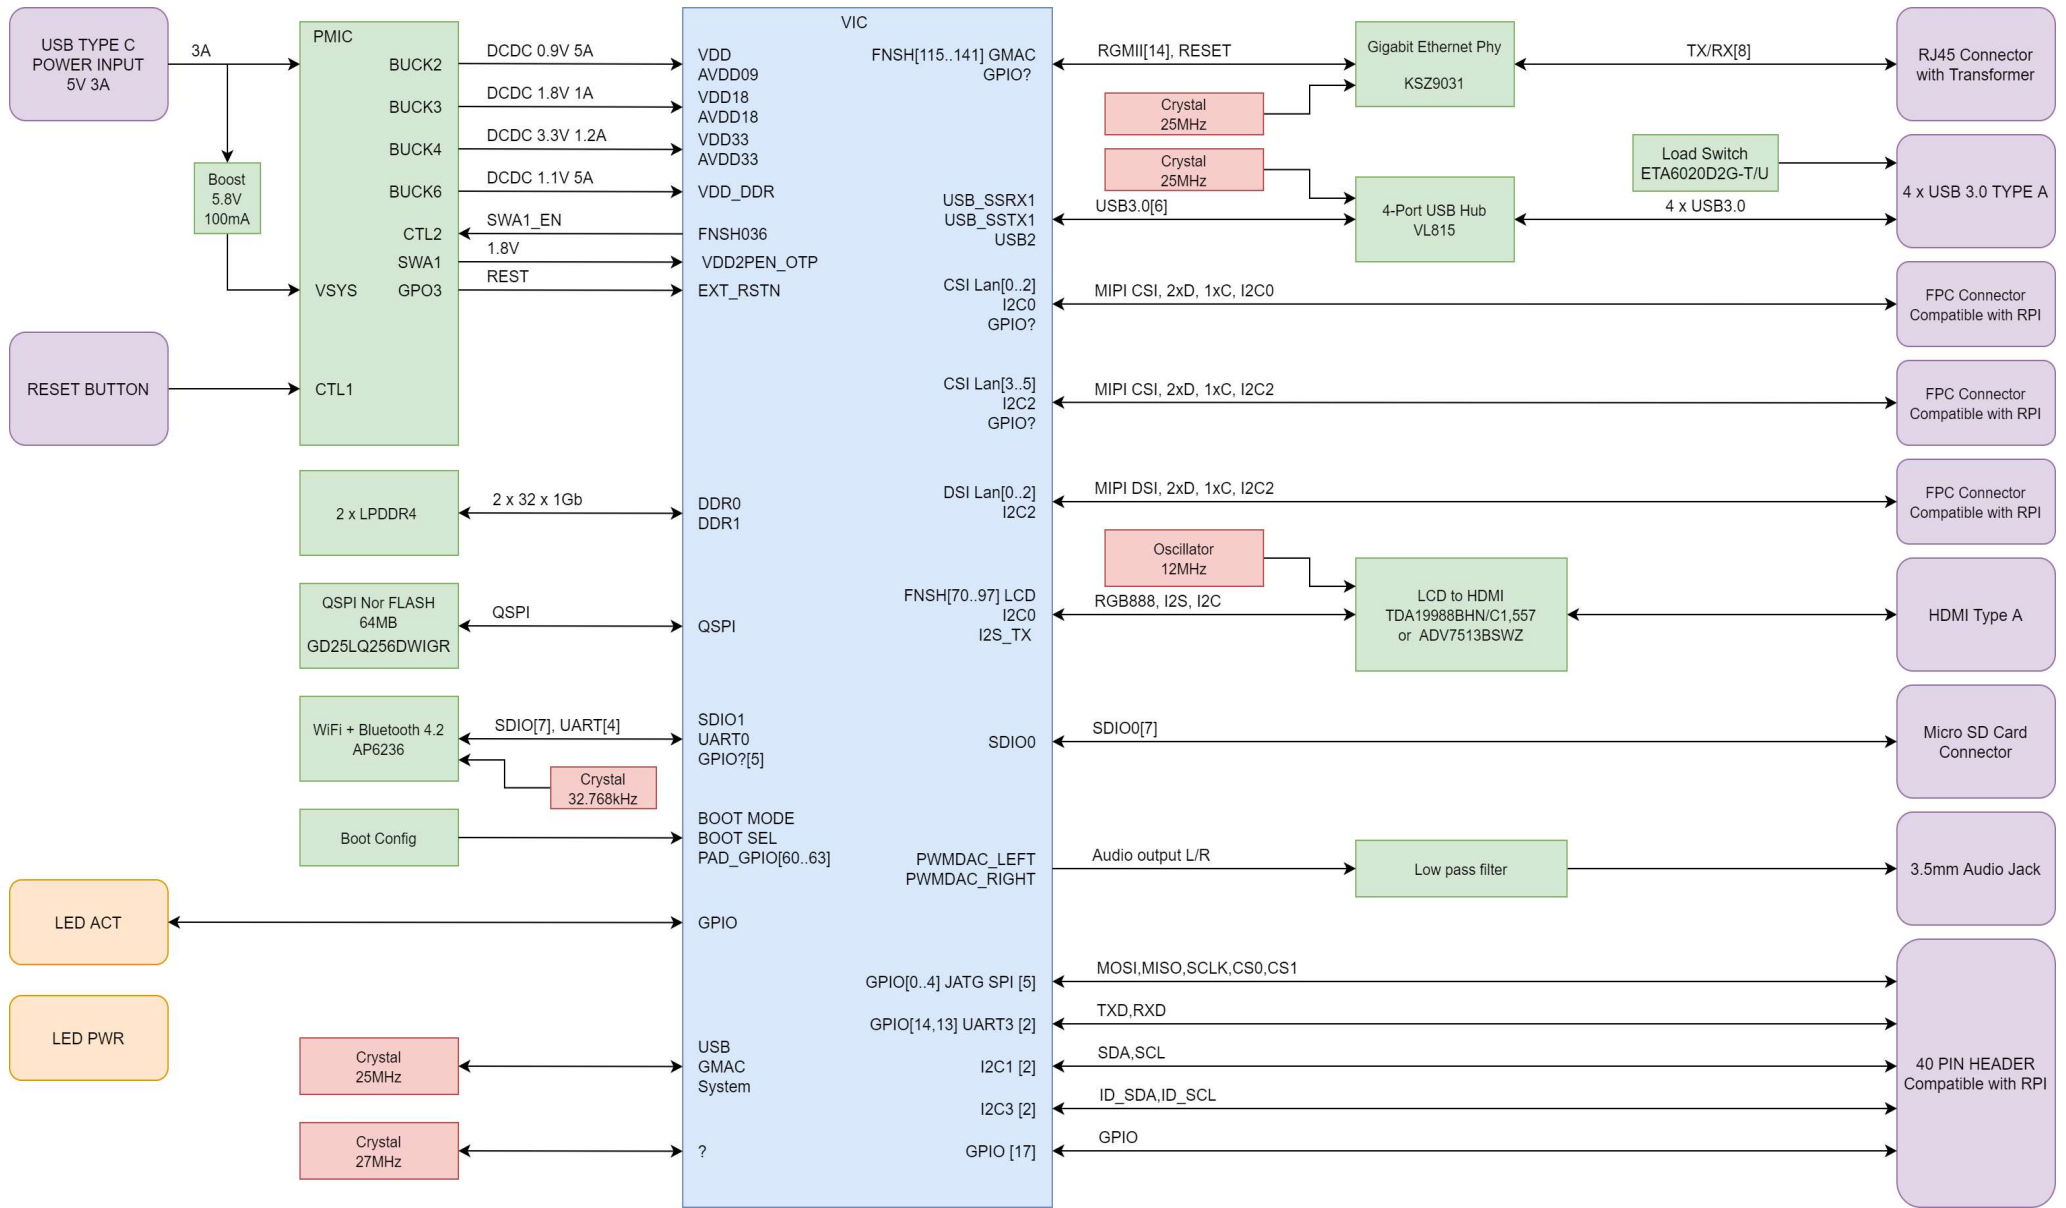 USB TYPE C
POWER INPUT
5V 3A
3A
Boost
5.8V
100mA
RESET BUTTON
PMIC
BUCK2
BUCK3
BUCK4
BUCK6
CTL2
SWA1
VSYS
GPO3
CTL1
DCDC 0.9V 5A
DCDC 1.8V 1A
DCDC 3.3V 1.2A
DCDC 1.1V 5A
SWA1_EN
1.8V
REST
2 x LPDDR4
2 x 32 x 1Gb
QSPI Nor FLASH
64MB
GD25LQ256DWIGR
QSPI
WiFi + Bluetooth 4.2
AP6236
SDIO[7], UART[4]
Crystal
32.768kHz
Boot Config
LED ACT
LED PWR
Crystal
25MHz
Crystal
27MHz
VIC
VDD
AVDD09
VDD18
AVDD18
VDD33
AVDD33
VDD_DDR
FNSH036
VDD2PEN_OTP
EXT_RSTN
DDR0
DDR1
QSPI
SDIO1
UART0
GPIO?[5]
BOOT MODE
BOOT SEL
PAD_GPIO[60..63]
GPIO
USB
GMAC
System
?
FNSH[115..141] GMAC
GPIO?
USB_SSRX1
USB_SSTX1
USB2
CSI Lan[0..2]
I2C0
GPIO?
CSI Lan[3..5]
I2C2
GPIO?
DSI Lan[0..2]
I2C2
FNSH[70..97] LCD
I2C0
I2S_TX
SDIO0
PWMDAC_LEFT
PWMDAC_RIGHT
GPIO[0..4] JATG SPI [5]
GPIO[14,13] UART3 [2]
I2C1 [2]
I2C3 [2]
GPIO [17]
RGMII[14], RESET
Gigabit Ethernet Phy
KSZ9031
TX/RX[8]
RJ45 Connector
with Transformer
Crystal
25MHz
Crystal
25MHz
Load Switch
ETA6020D2G-T/U
USB3.0[6]
4-Port USB Hub
VL815
4 x USB3.0
4 x USB 3.0 TYPE A
MIPI CSI, 2xD, 1xC, I2C0
FPC Connector
Compatible with RPI
MIPI CSI, 2xD, 1xC, I2C2
FPC Connector
Compatible with RPI
MIPI DSI, 2xD, 1xC, I2C2
FPC Connector
Compatible with RPI
Oscillator
12MHz
RGB888, I2S, I2C
LCD to HDMI
TDA19988BHN/C1,557
or ADV7513BSWZ
HDMI Type A
SDIO0[7]
Micro SD Card
Connector
Audio output L/R
Low pass filter
3.5mm Audio Jack
MOSI,MISO,SCLK,CS0,CS1
TXD,RXD
SDA,SCL
ID_SDA,ID_SCL
GPIO
40 PIN HEADER
Compatible with RPI